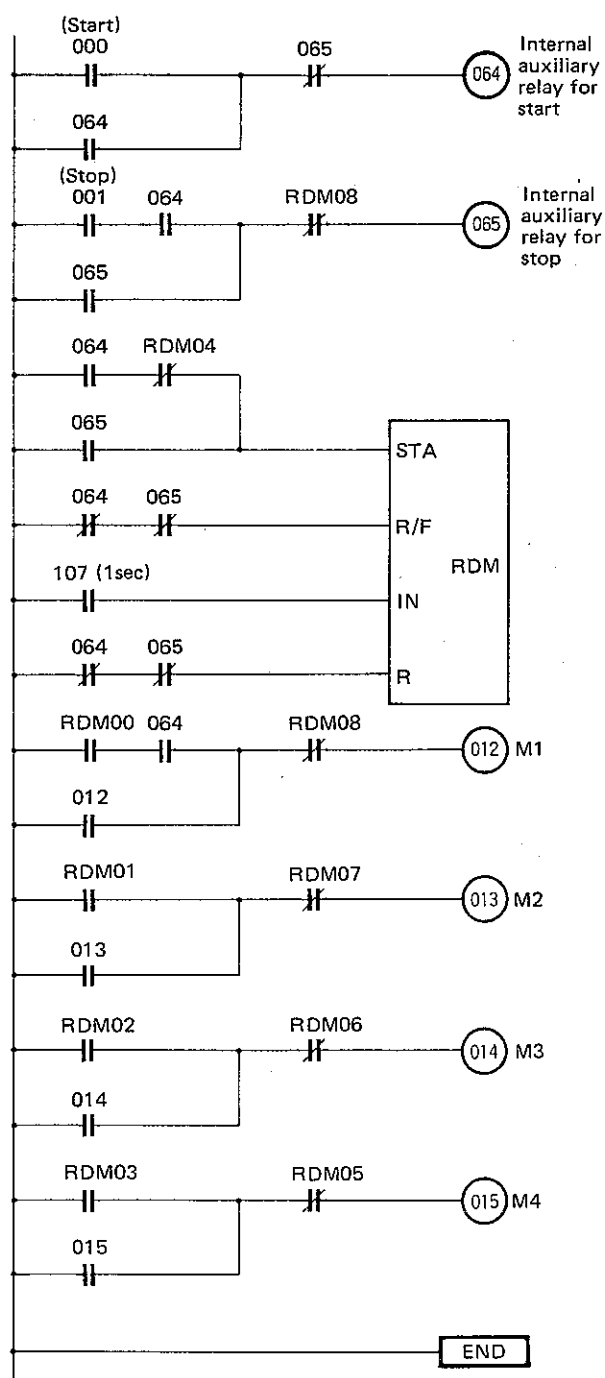 (Start)
000
065
064
Internal
auxiliary
relay for
start
064
(Stop)
001
064
RDM08
065
Internal
auxiliary
relay for
stop
065
064
RDM04
065
STA
064
065
R/F
RDM
107 (1sec)
IN
064
065
R
RDM00
064
RDM08
012
M1
012
RDM01
RDM07
013
M2
013
RDM02
RDM06
014
M3
014
RDM03
RDM05
015
M4
015
END